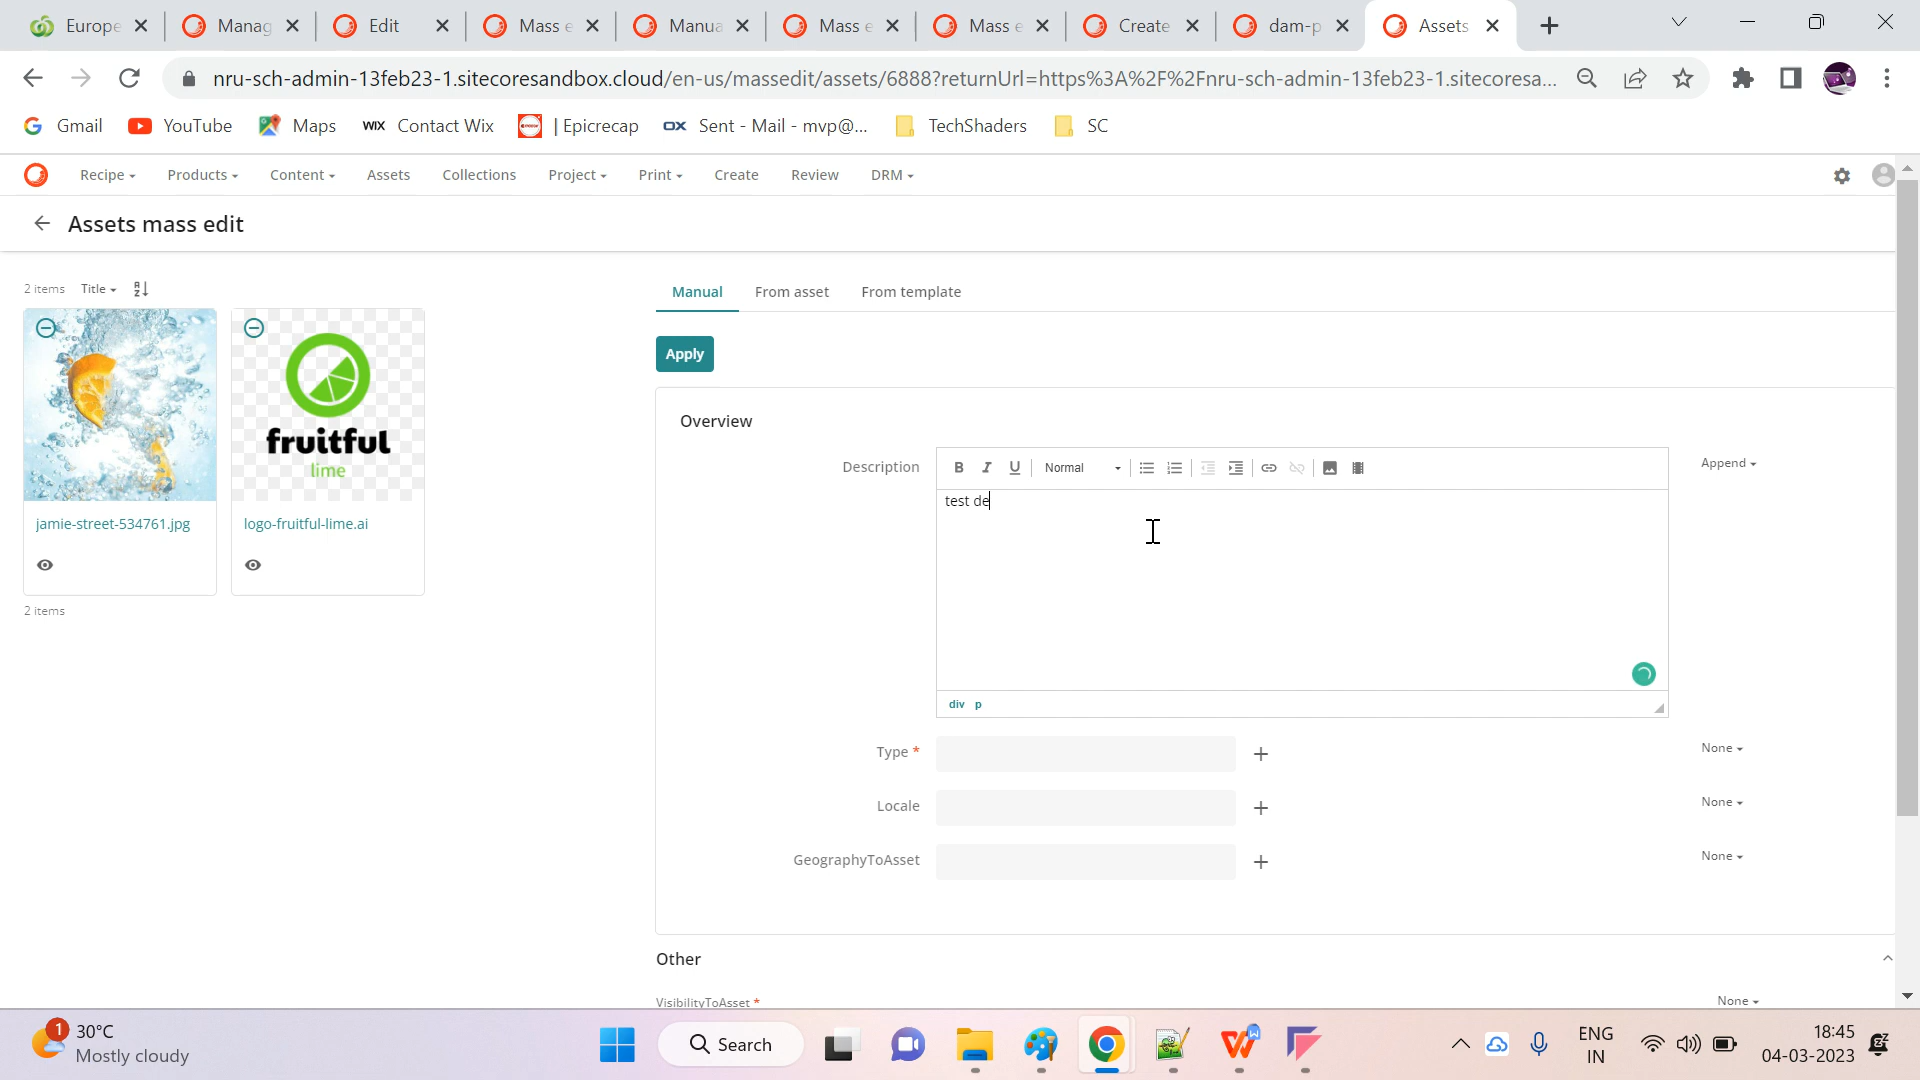 Europe
Manag
Edit
Mass e
Manua
Mass e
Mass e
Create
dam-p
Assets
nru-sch-admin-13feb23-1.sitecoresandbox.cloud/en-us/massedit/assets/6888?returnUrl=https%3A%2F%2Fnru-sch-admin-13feb23-1.sitecoresa...
Gmail
YouTube
Maps
WIX Contact Wix
| Epicrecap
OX Sent - Mail - mvp@...
TechShaders
SC
Recipe
Products
Content
Assets
Collections
Project
Print
Create
Review
DRM
Assets mass edit
2 items Title
Manual
From asset
From template
Apply
fruitful
lime
jamie-street-534761.jpg
logo-fruitful-lime.ai
2 items
Overview
Description
B I U Normal
Append
test de
div p
Type *
None
Locale
None
GeographyToAsset
None
Other
VisibilityToAsset *
None
1
30°C
Mostly cloudy
Search
ENG
IN
18:45
04-03-2023